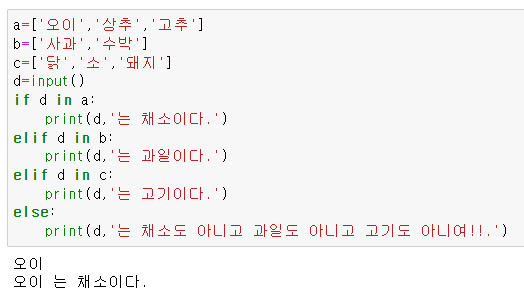 a=['오이','상추','고추']
b=['사과','수박']
c=['닭','소','돼지']
d=input()
if d in a:
    print(d,'는 채소이다.')
elif d in b:
    print(d,'는 과일이다.')
elif d in c:
    print(d,'는 고기이다.')
else:
    print(d,'는 채소도 아니고 과일도 아니고 고기도 아니여!!.')
오이
오이 는 채소이다.